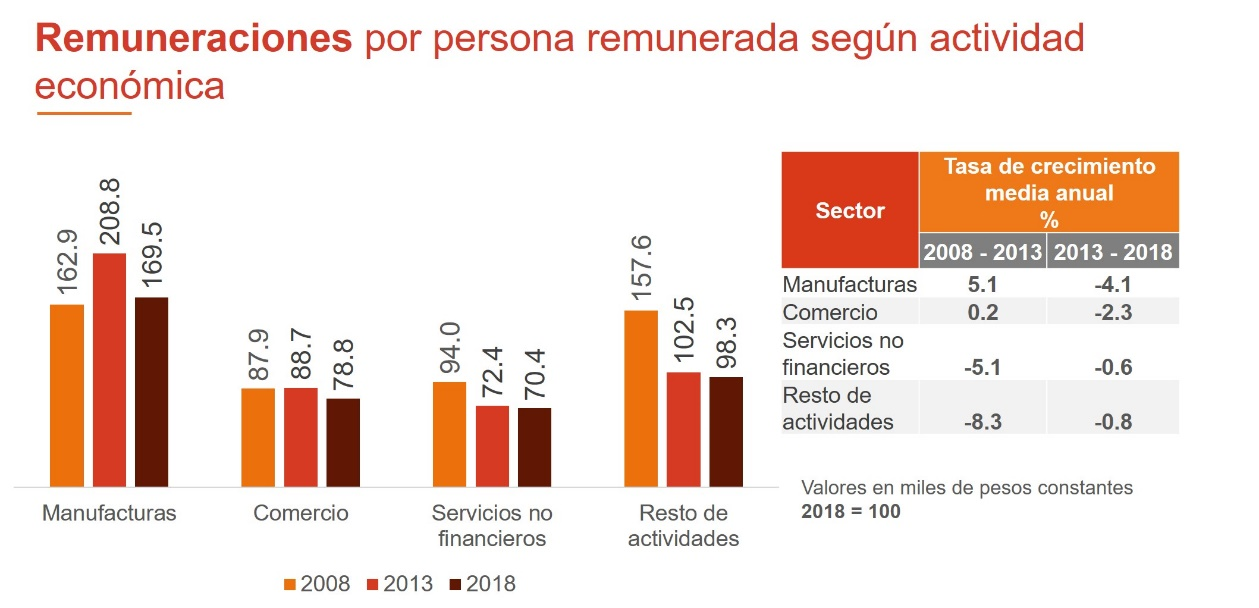 Remuneraciones por persona remunerada según actividad
económica
162.9
208.8
169.5
87.9
88.7
78.8
94.0
72.4
70.4
157.6
102.5
98.3
Manufacturas
Comercio
Servicios no
financieros
Resto de
actividades
2008 2013 2018
Sector
Tasa de crecimiento
media anual
%
2008 - 2013 2013 - 2018
Manufacturas 5.1 -4.1
Comercio 0.2 -2.3
Servicios no
financieros -5.1 -0.6
Resto de
actividades -8.3 -0.8
Valores en miles de pesos constantes
2018 = 100